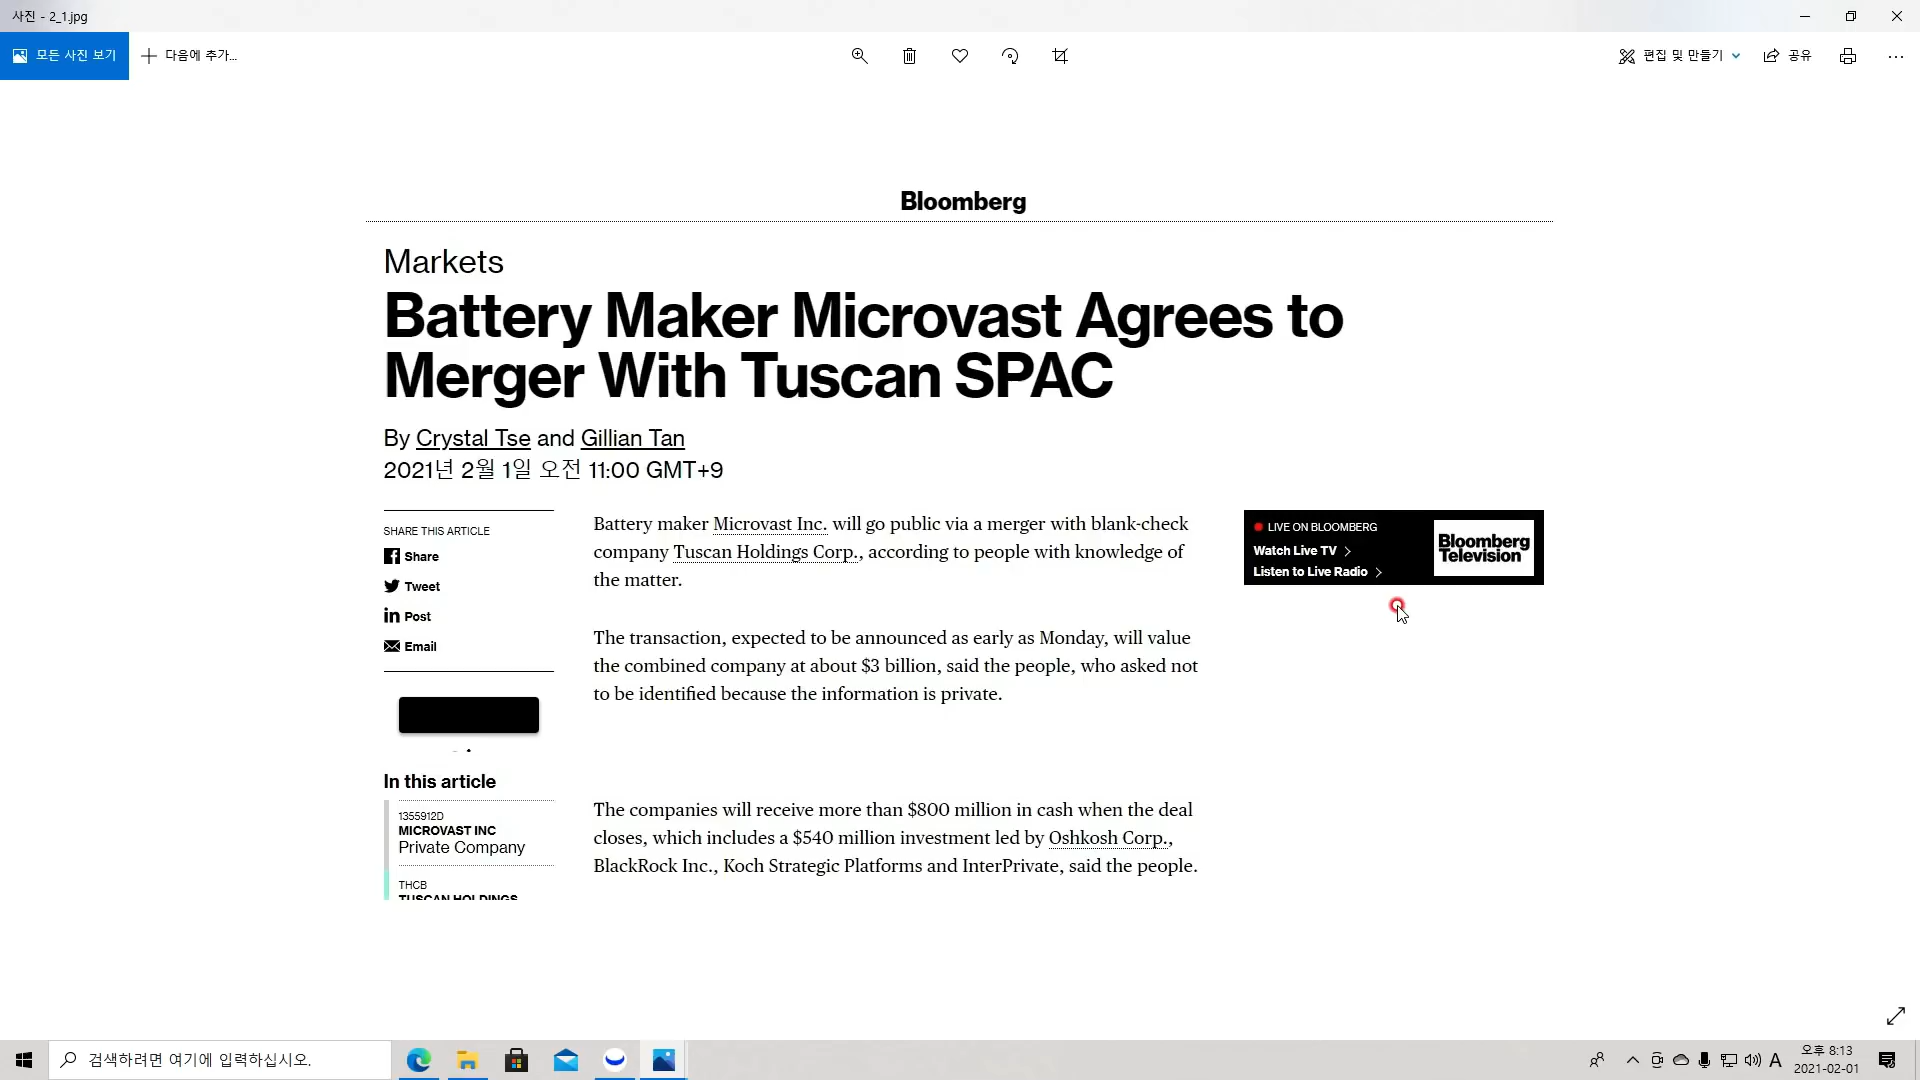 사진 - 2_1.jpg
모든 사진 보기
다음에 추가...
편집 및 만들기
공유
Bloomberg
Markets
Battery Maker Microvast Agrees to
Merger With Tuscan SPAC
By Crystal Tse and Gillian Tan
2021년 2월 1일 오전 11:00 GMT+9
SHARE THIS ARTICLE
Share
Tweet
Post
Email
In this article
1355912D
MICROVAST INC
Private Company
THCB
TUSCAN HOLDINGS
Battery maker Microvast Inc. will go public via a merger with blank-check
company Tuscan Holdings Corp., according to people with knowledge of
the matter.
The transaction, expected to be announced as early as Monday, will value
the combined company at about $3 billion, said the people, who asked not
to be identified because the information is private.
The companies will receive more than $800 million in cash when the deal
closes, which includes a $540 million investment led by Oshkosh Corp.,
BlackRock Inc., Koch Strategic Platforms and InterPrivate, said the people.
LIVE ON BLOOMBERG
Watch Live TV
Listen to Live Radio
Bloomberg
Television
검색하려면 여기에 입력하십시오.
A
오후 8:13
2021-02-01